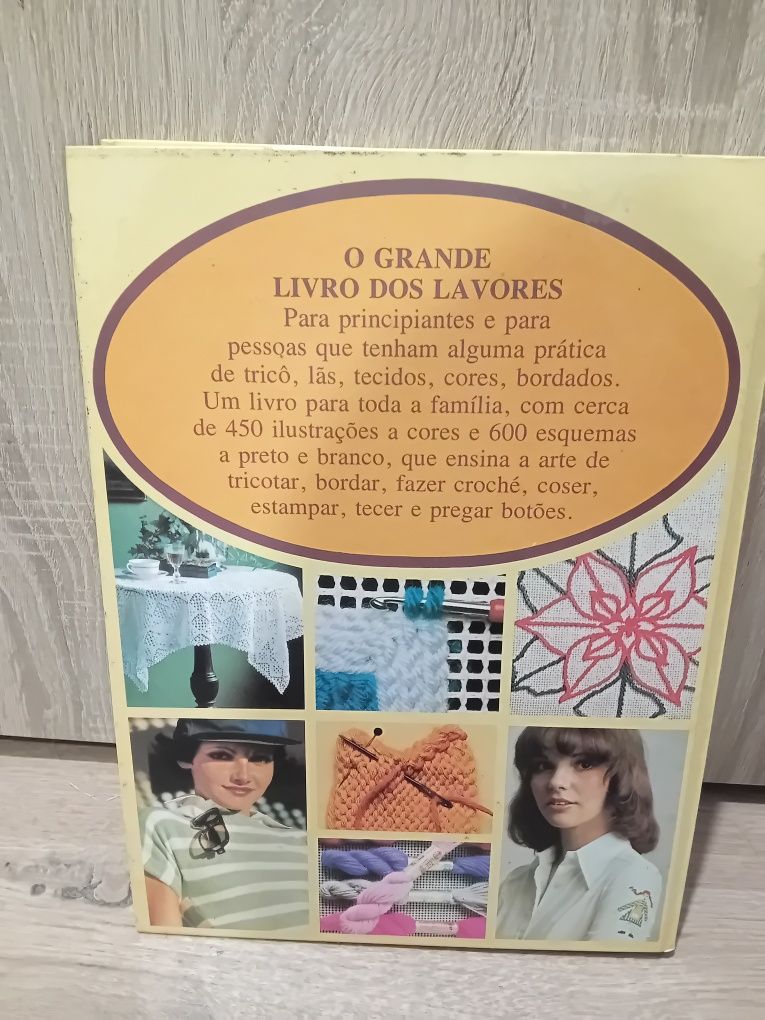 O GRANDE
LIVRO DOS LAVORES
Para principiantes e para
pessoas que tenham alguma prática
de tricô, lãs, tecidos, cores, bordados.
Um livro para toda a família, com cerca
de 450 ilustrações a cores e 600 esquemas
a preto e branco, que ensina a arte de
tricotar, bordar, fazer croché, coser,
estampar, tecer e pregar botões.